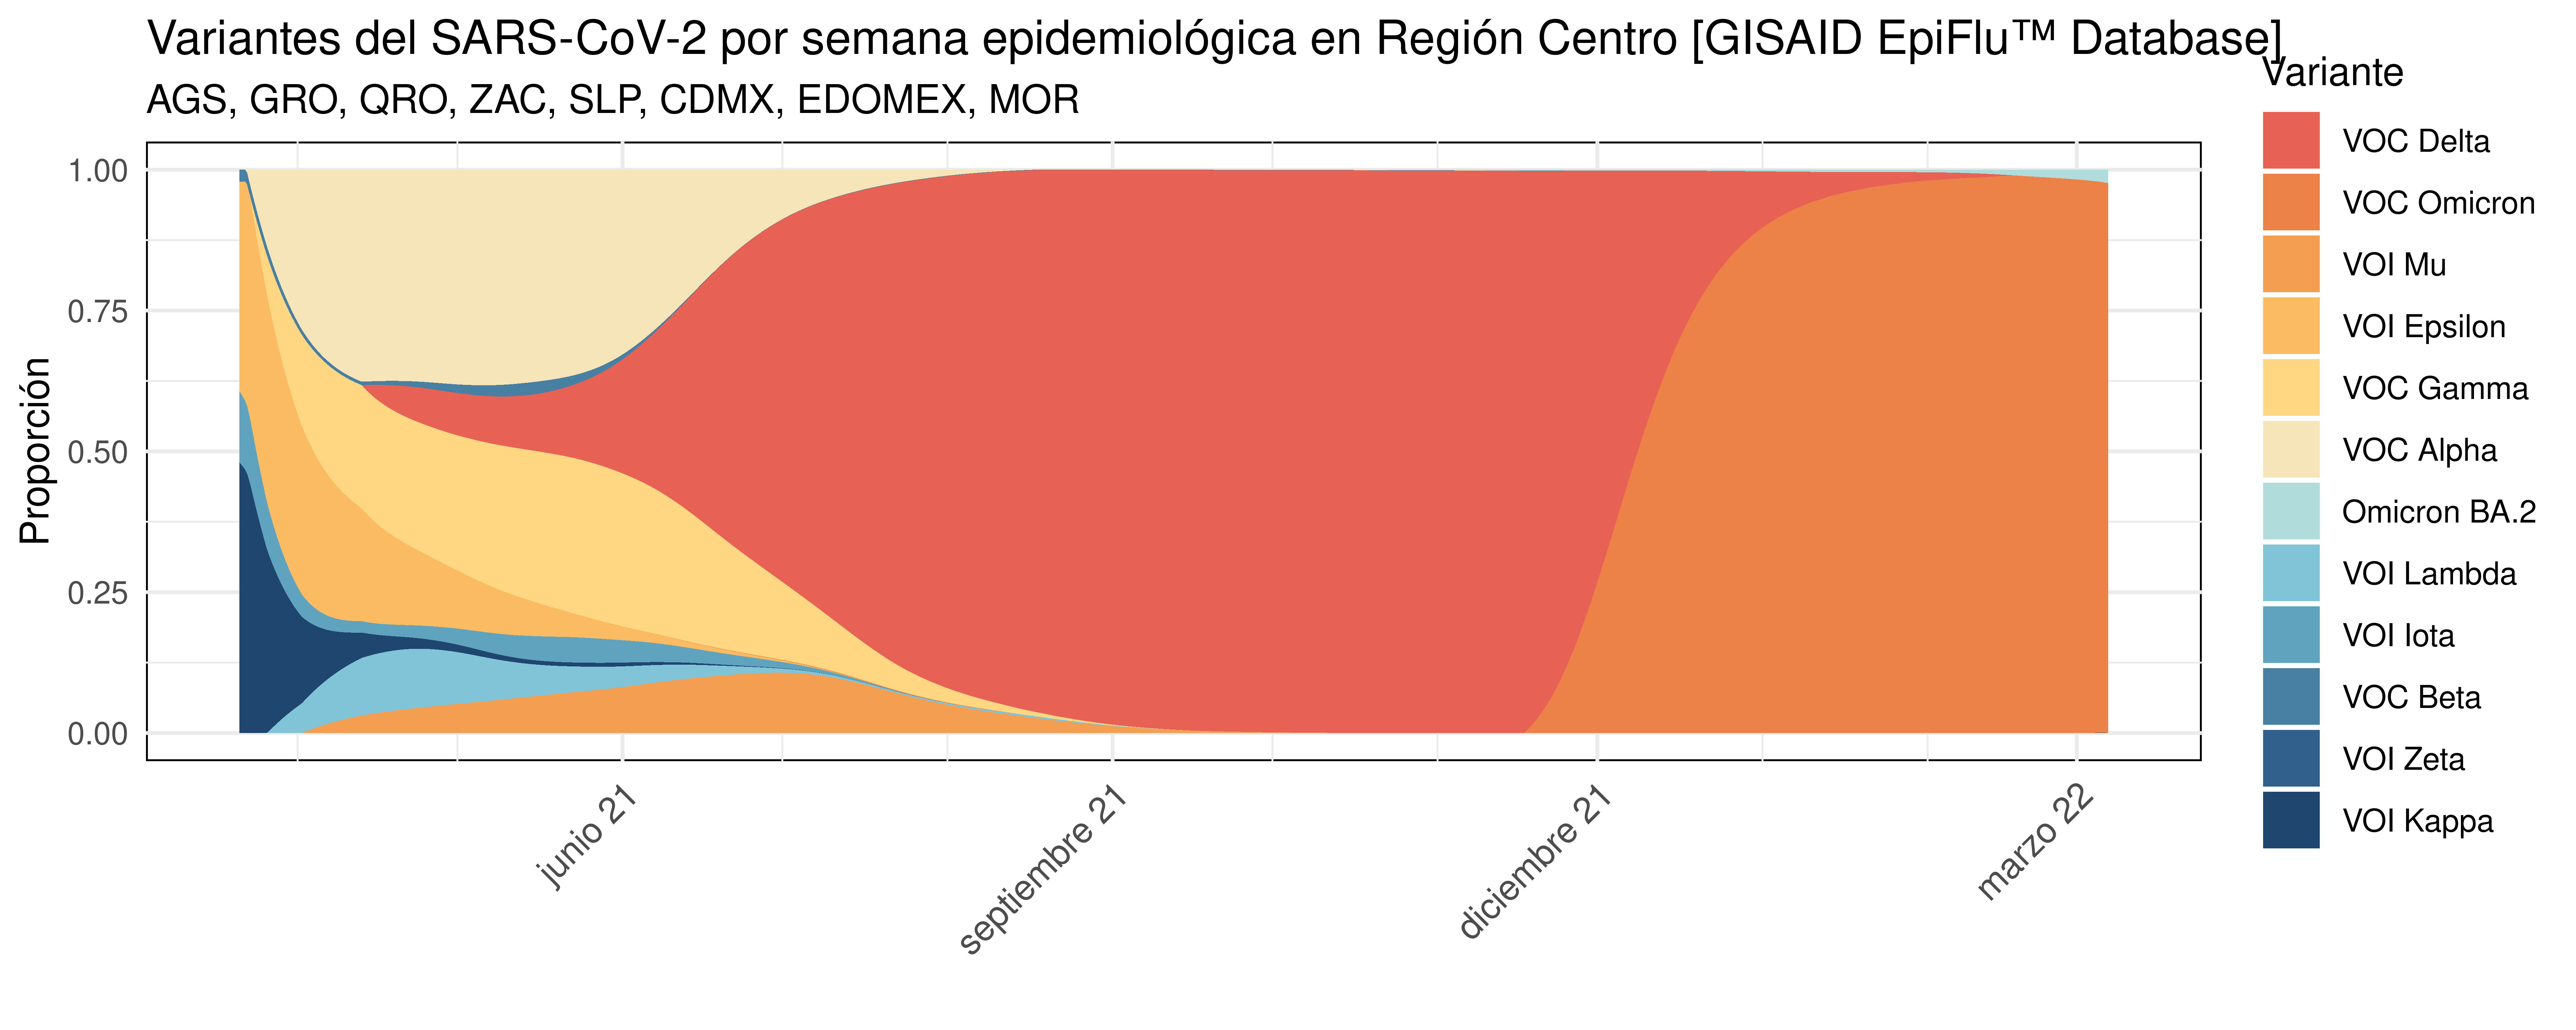 Variantes del SARS-CoV-2 por semana epidemiológica en Región Centro [GISAID EpiFlu™ Database]
AGS, GRO, QRO, ZAC, SLP, CDMX, EDOMEX, MOR
Proporción
1.00
0.75
0.50
0.25
0.00
junio 21
septiembre 21
diciembre 21
marzo 22
Variante
VOC Delta
VOC Omicron
VOI Mu
VOI Epsilon
VOC Gamma
VOC Alpha
Omicron BA.2
VOI Lambda
VOI Iota
VOC Beta
VOI Zeta
VOI Kappa